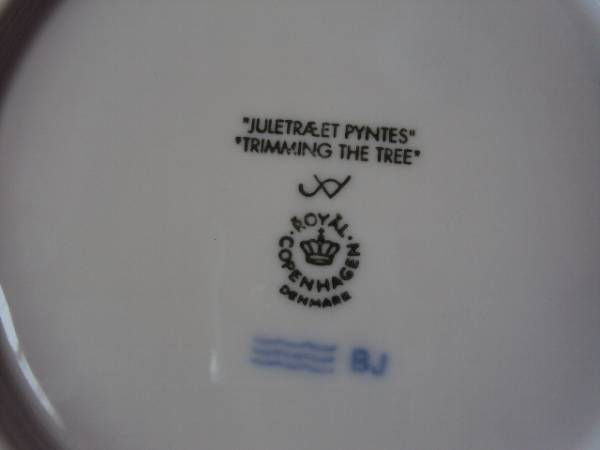 "JULETRÆET PYNTES"
"TRIMMING THE TREE"
ROYAL
COPENHAGEN
DENMARK
BJ